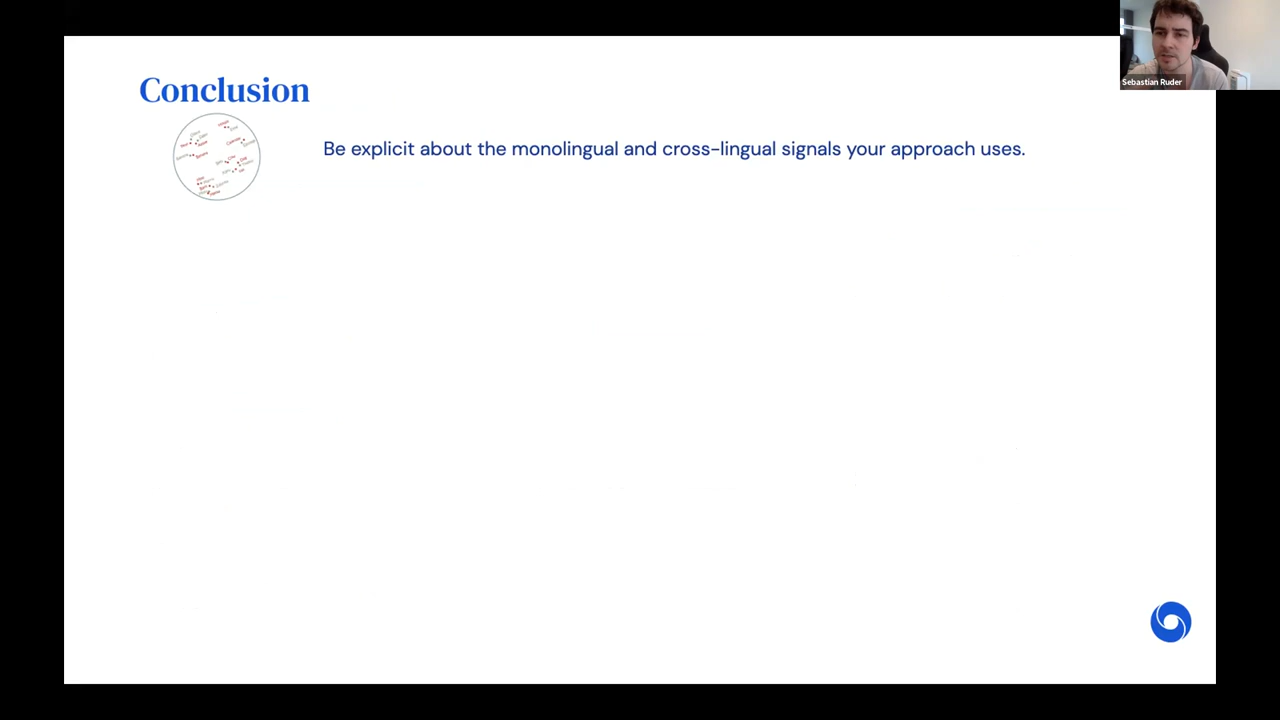 Sebastian Ruder
Conclusion
Be explicit about the monolingual and cross-lingual signals your approach uses.